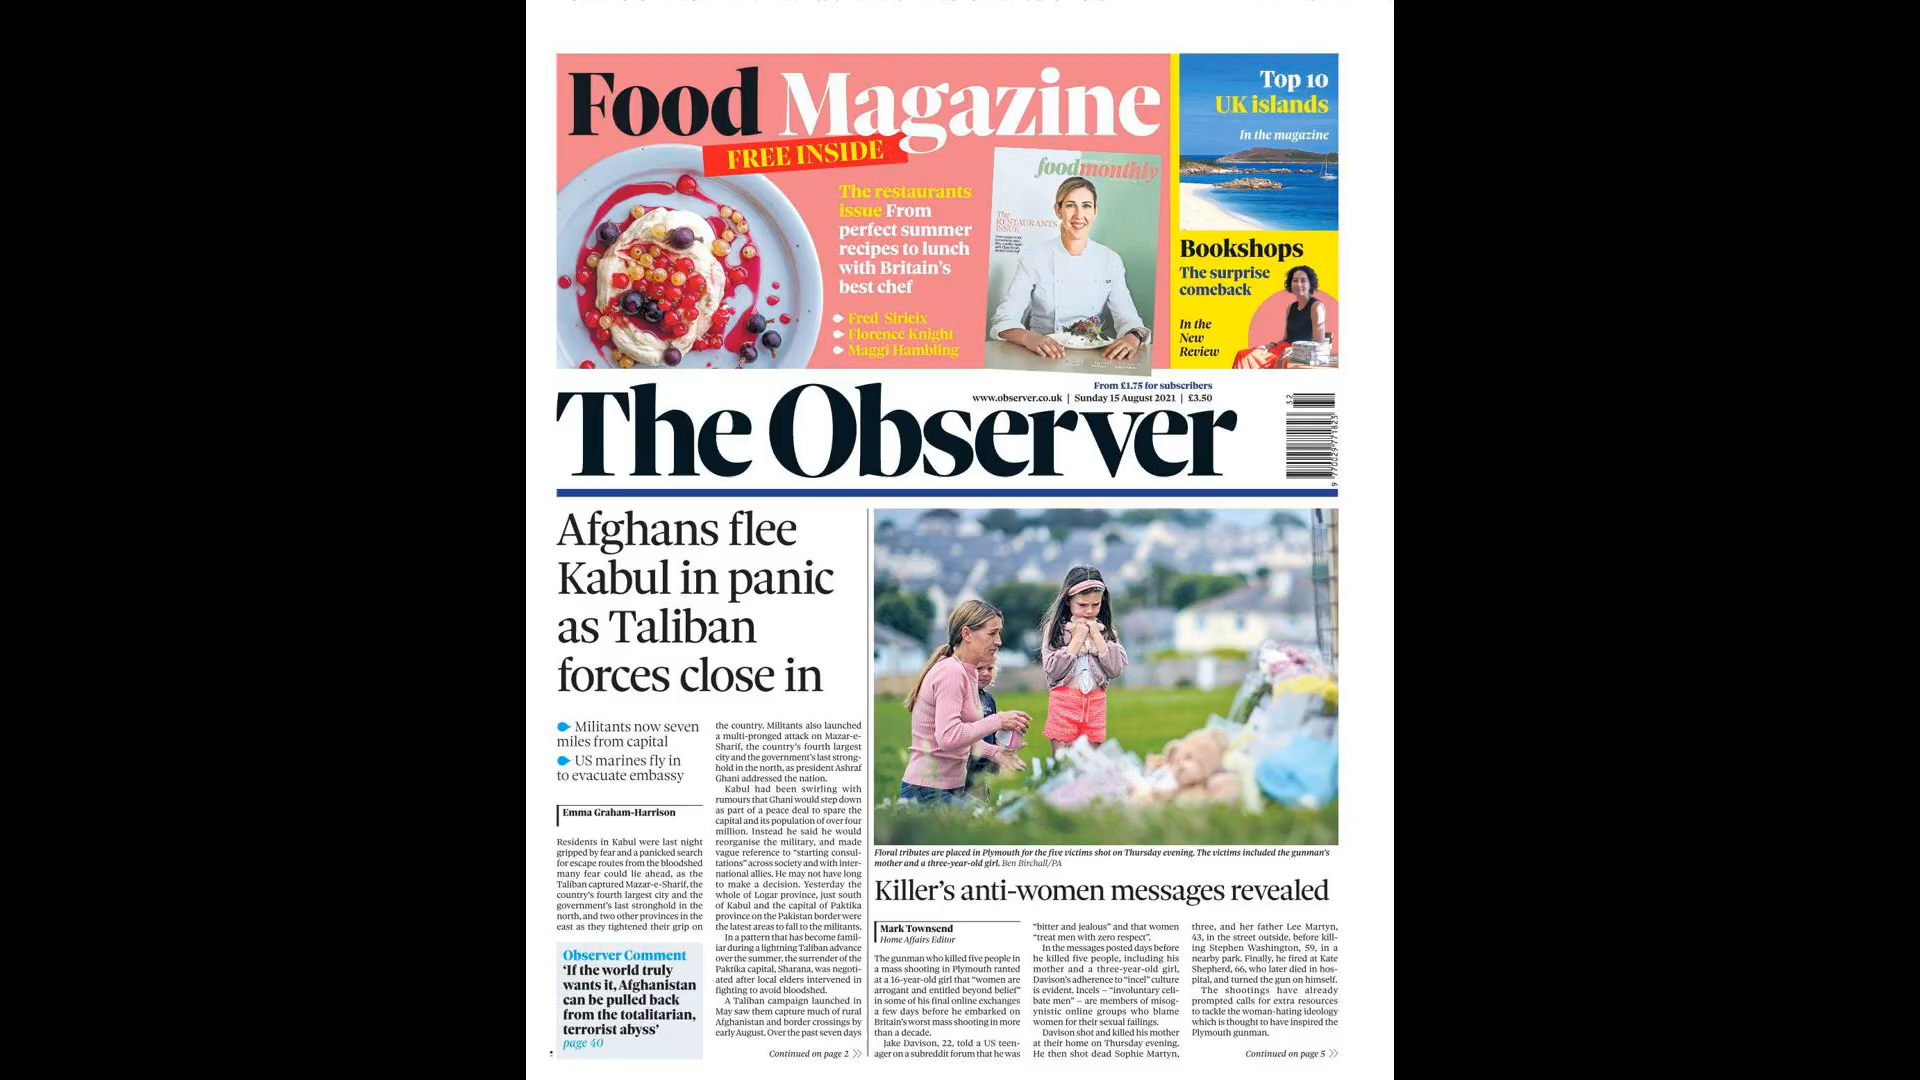 Food Magazine
FREE INSIDE
The restaurants
issue From
perfect summer
recipes to lunch
with Britain's
best chef
Fred Sirieix
Florence Knight
Maggi Hambling
foodmonthly
The
RESTAURANTS
ISSUE
Top 10
UK islands
In the magazine
Bookshops
The surprise
comeback
In the
New
Review
From £1.75 for subscribers
www.observer.co.uk | Sunday 15 August 2021 | £3.50
The Observer
32
9 770029 771823
Afghans flee
Kabul in panic
as Taliban
forces close in
Militants now seven
miles from capital
US marines fly in
to evacuate embassy
Emma Graham-Harrison
Residents in Kabul were last night
gripped by fear and a panicked search
for escape routes from the bloodshed
many fear could lie ahead, as the
Taliban captured Mazar-e-Sharif, the
country's fourth largest city and the
government's last stronghold in the
north, and two other provinces in the
east as they tightened their grip on
Observer Comment
'If the world truly
wants it, Afghanistan
can be pulled back
from the totalitarian,
terrorist abyss'
page 40
the country. Militants also launched
a multi-pronged attack on Mazar-e-
Sharif, the country's fourth largest
city and the government's last strong-
hold in the north, as president Ashraf
Ghani addressed the nation.
Kabul had been swirling with
rumours that Ghani would step down
as part of a peace deal to spare the
capital and its population of over four
million. Instead he said he would
reorganise the military, and made
vague reference to "starting consul-
tations" across society and with inter-
national allies. He may not have long
to make a decision. Yesterday the
whole of Logar province, just south
of Kabul and the capital of Paktika
province on the Pakistan border were
the latest areas to fall to the militants.
In a pattern that has become famil-
iar during a lightning Taliban advance
over the summer, the surrender of the
Paktika capital, Sharana, was negoti-
ated after local elders intervened in
fighting to avoid bloodshed.
A Taliban campaign launched in
May saw them capture much of rural
Afghanistan and border crossings by
early August. Over the past seven days
Continued on page 2
Floral tributes are placed in Plymouth for the five victims shot on Thursday evening. The victims included the gunman's
mother and a three-year-old girl. Ben Birchall/PA
Killer's anti-women messages revealed
Mark Townsend
Home Affairs Editor
The gunman who killed five people in
a mass shooting in Plymouth ranted
at a 16-year-old girl that "women are
arrogant and entitled beyond belief"
in some of his final online exchanges
a few days before he embarked on
Britain's worst mass shooting in more
than a decade.
Jake Davison, 22, told a US teen-
ager on a subreddit forum that he was
"bitter and jealous" and that women
"treat men with zero respect".
In the messages posted days before
he killed five people, including his
mother and a three-year-old girl,
Davison's adherence to "incel" culture
is evident. Incels – "involuntary celi-
bate men" – are members of misog-
ynistic online groups who blame
women for their sexual failings.
Davison shot and killed his mother
at their home on Thursday evening.
He then shot dead Sophie Martyn,
three, and her father Lee Martyn,
43, in the street outside, before kill-
ing Stephen Washington, 59, in a
nearby park. Finally, he fired at Kate
Shepherd, 66, who later died in hos-
pital, and turned the gun on himself.
The shootings have already
prompted calls for extra resources
to tackle the woman-hating ideology
which is thought to have inspired the
Plymouth gunman.
Continued on page 5